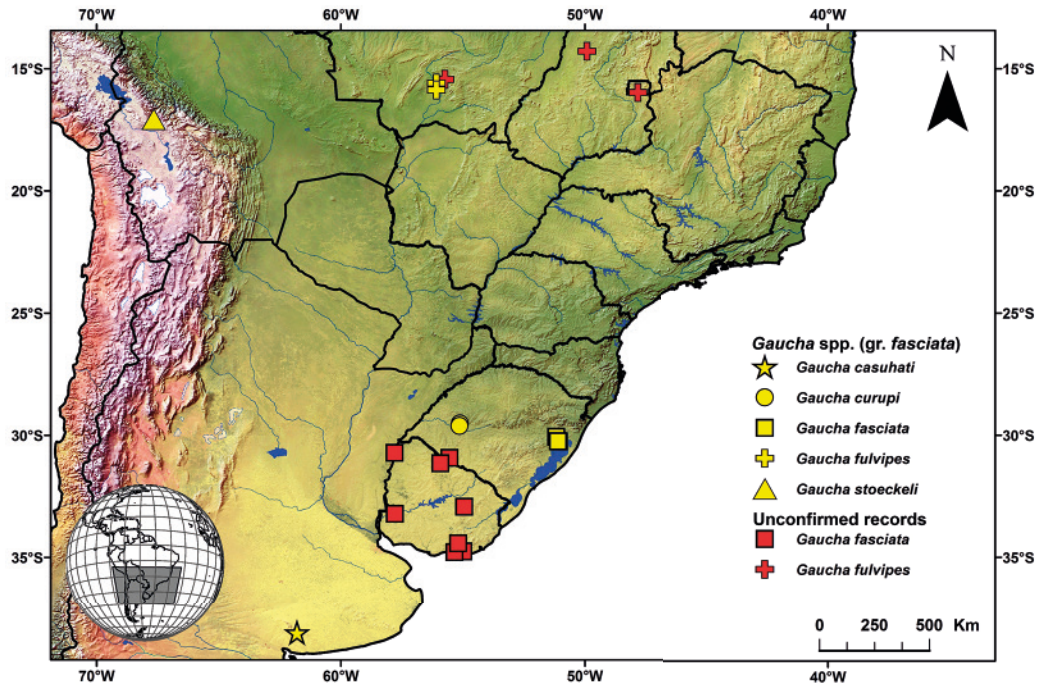 70°W 60°W 50°W 40°W
N
15°S 15°S
20°S 20°S
25°S 25°S
Gaucha spp. (gr. fasciata)
Gaucha casuhati
Gaucha curupi
30°S Gaucha fasciata 30°S
Gaucha fulvipes
Gaucha stoeckeli
Unconfirmed records
Gaucha fasciata
35°S 35°S
Gaucha fulvipes
0 250 500 Km
70°W 60°W 50°W 40°W